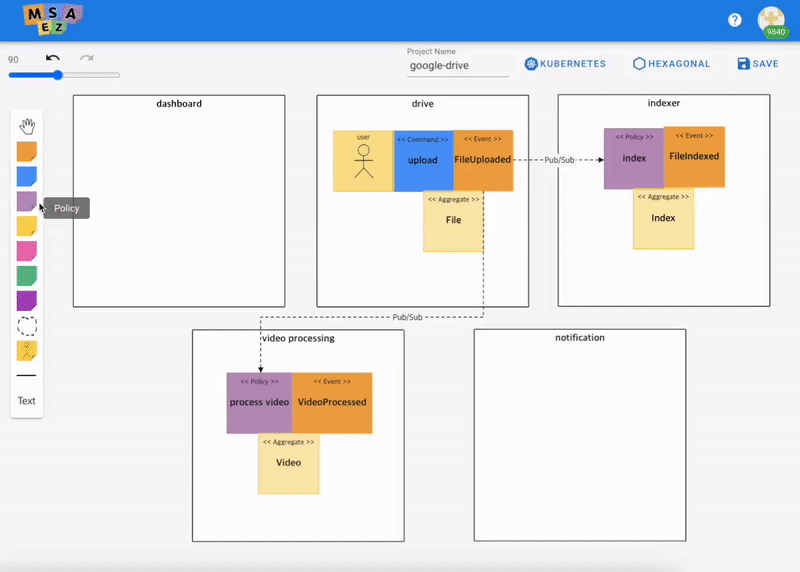 MSA
EZ
9840
90
Project Name
google-drive
KUBERNETES
HEXAGONAL
SAVE
dashboard
drive
indexer
user
<< Command >>
upload
<< Event >>
FileUploaded
Pub/Sub
<< Policy >>
index
<< Event >>
FileIndexed
<< Aggregate >>
File
<< Aggregate >>
Index
Policy
Pub/Sub
video processing
notification
<< Policy >>
process video
<< Event >>
VideoProcessed
<< Aggregate >>
Video
Text